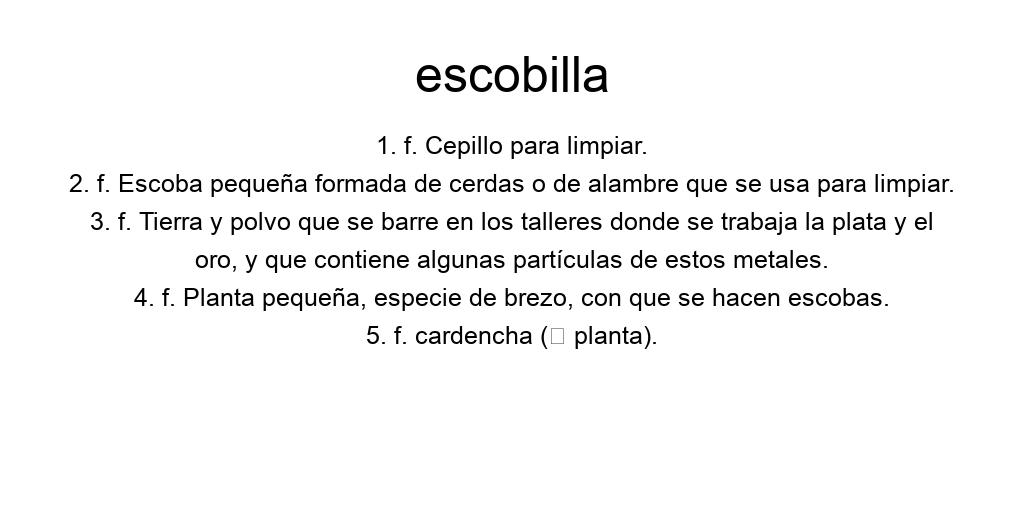 escobilla
1. f. Cepillo para limpiar.
2. f. Escoba pequeña formada de cerdas o de alambre que se usa para limpiar.
3. f. Tierra y polvo que se barre en los talleres donde se trabaja la plata y el
oro, y que contiene algunas partículas de estos metales.
4. f. Planta pequeña, especie de brezo, con que se hacen escobas.
5. f. cardencha (▯ planta).